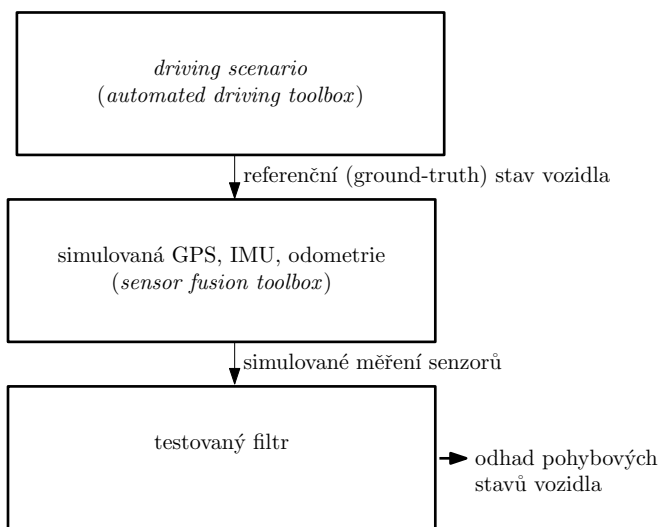 driving scenario
(automated driving toolbox)
referenční (ground-truth) stav vozidla
simulovaná GPS, IMU, odometrie
(sensor fusion toolbox)
simulované měření senzorů
testovaný filtr
odhad pohybových
stavů vozidla